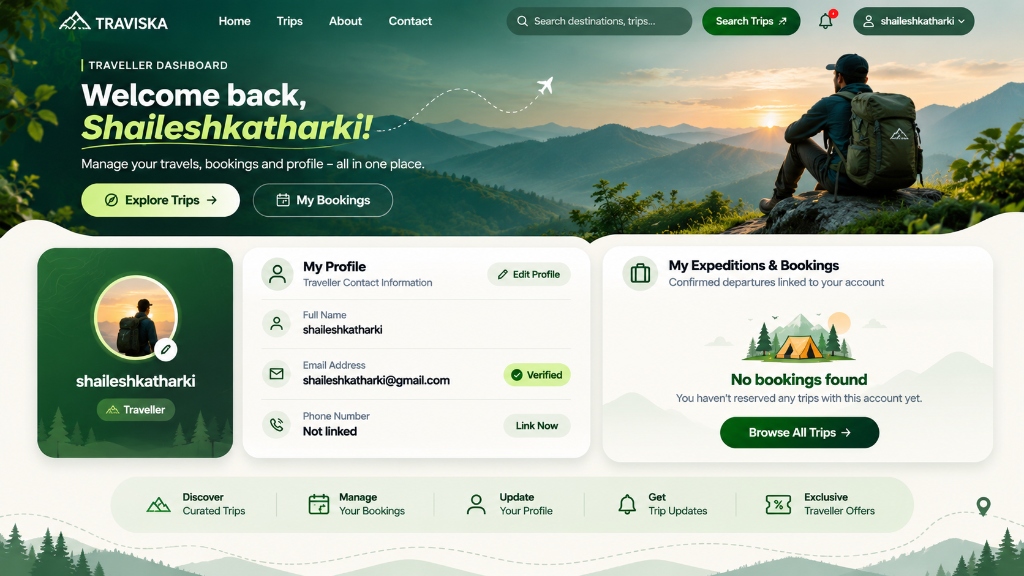 TRAVISKA
Home
Trips
About
Contact
Search destinations, trips...
Search Trips
shaileshkatharki
TRAVELLER DASHBOARD
Welcome back,
Shaileshkatharki!
Manage your travels, bookings and profile – all in one place.
Explore Trips →
My Bookings
shaileshkatharki
Traveller
My Profile
Traveller Contact Information
Edit Profile
Full Name
shaileshkatharki
Email Address
shaileshkatharki@gmail.com
Verified
Phone Number
Not linked
Link Now
My Expeditions & Bookings
Confirmed departures linked to your account
No bookings found
You haven't reserved any trips with this account yet.
Browse All Trips →
Discover
Curated Trips
Manage
Your Bookings
Update
Your Profile
Get
Trip Updates
Exclusive
Traveller Offers